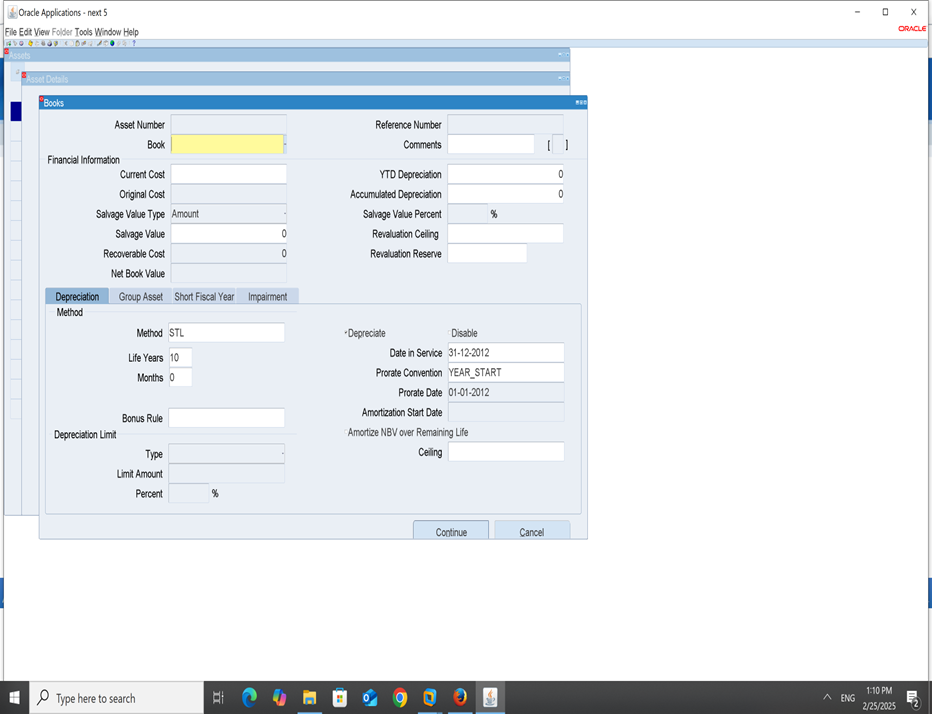 Oracle Applications - next 5
File Edit View Folder Tools Window Help
ORACLE
Assets
Asset Details
Books
Asset Number
Reference Number
Book
Comments
[ ]
Financial Information
Current Cost
YTD Depreciation 0
Original Cost
Accumulated Depreciation 0
Salvage Value Type Amount
Salvage Value Percent %
Salvage Value 0
Revaluation Ceiling
Recoverable Cost 0
Revaluation Reserve
Net Book Value
Depreciation Group Asset Short Fiscal Year Impairment
Method
Method STL
Depreciate Disable
Life Years 10
Date in Service 31-12-2012
Months 0
Prorate Convention YEAR_START
Prorate Date 01-01-2012
Bonus Rule
Amortization Start Date
Depreciation Limit
Amortize NBV over Remaining Life
Type
Ceiling
Limit Amount
Percent %
Continue Cancel
Type here to search
ENG
1:10 PM
2/25/2025
2